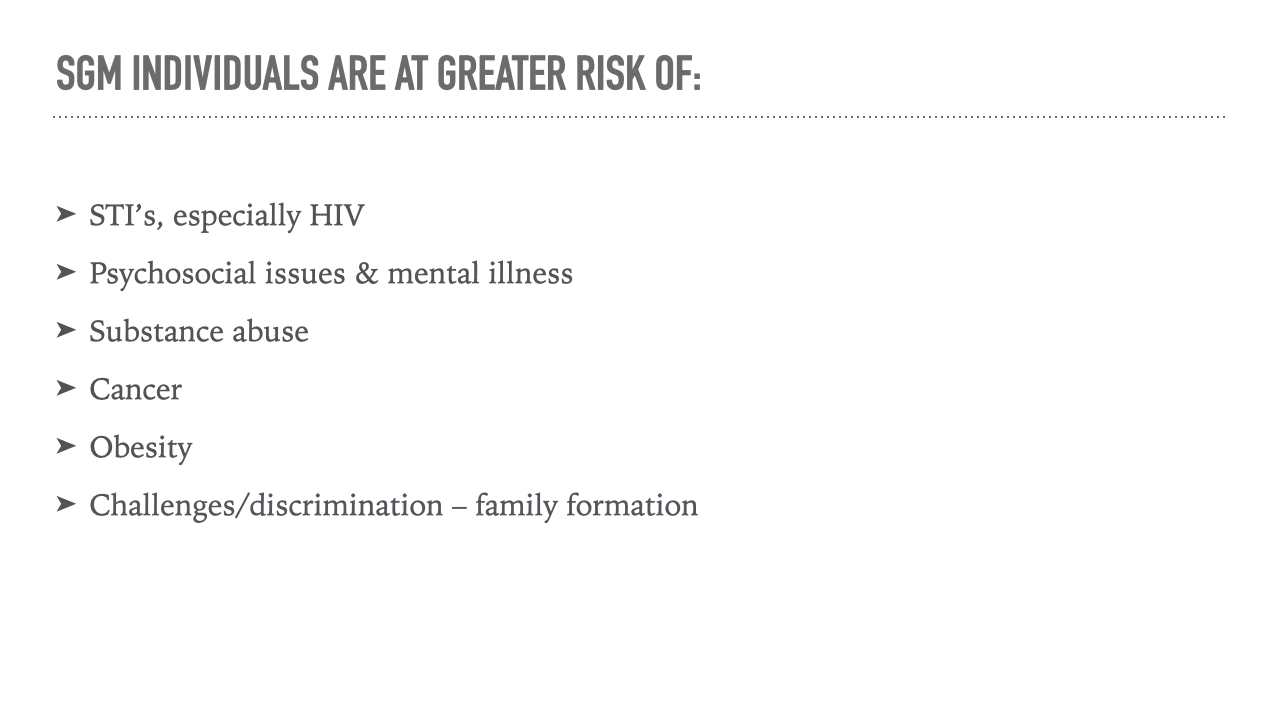 SGM INDIVIDUALS ARE AT GREATER RISK OF:
➤ STI’s, especially HIV
➤ Psychosocial issues & mental illness
➤ Substance abuse
➤ Cancer
➤ Obesity
➤ Challenges/discrimination – family formation